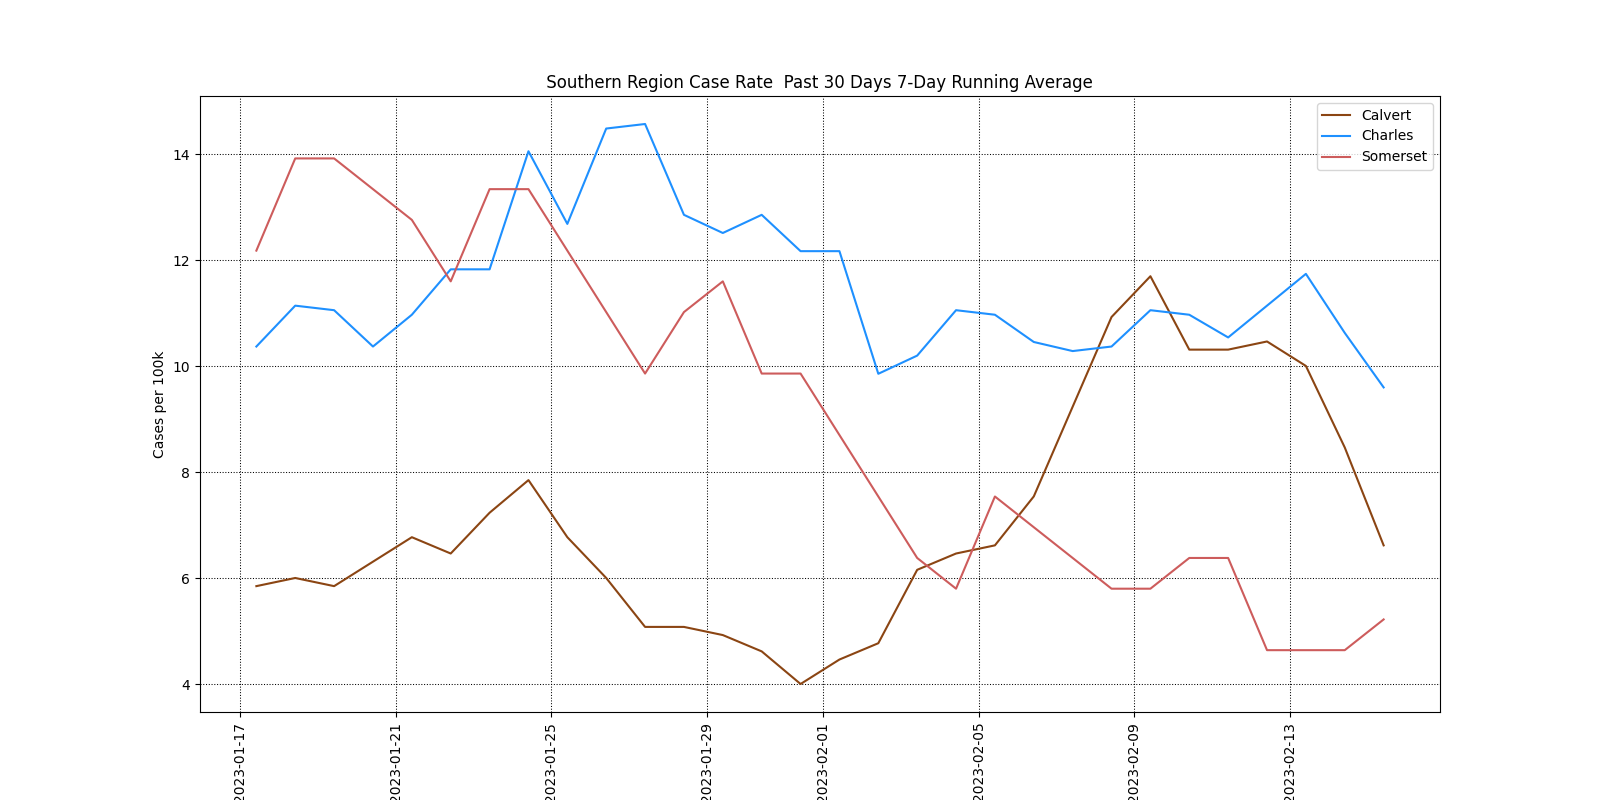 Southern Region Case Rate  Past 30 Days 7-Day Running Average
Calvert
Charles
Somerset
14
12
10
8
6
4
Cases per 100k
2023-01-17
2023-01-21
2023-01-25
2023-01-29
2023-02-01
2023-02-05
2023-02-09
2023-02-13